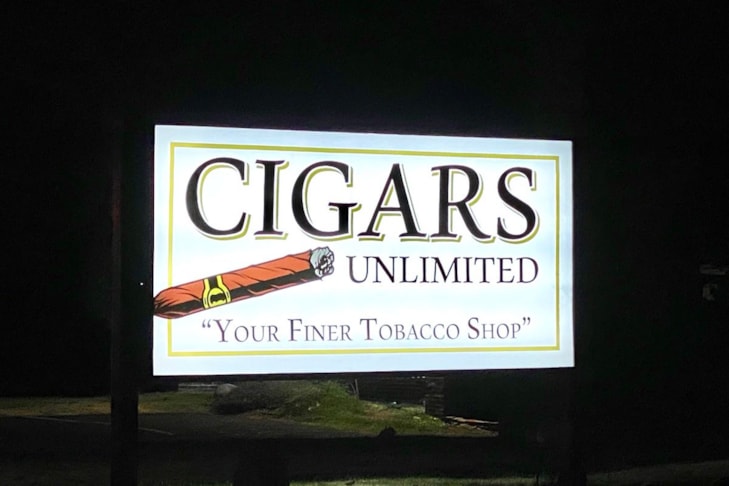 CIGARS
UNLIMITED
“YOUR FINER TOBACCO SHOP”